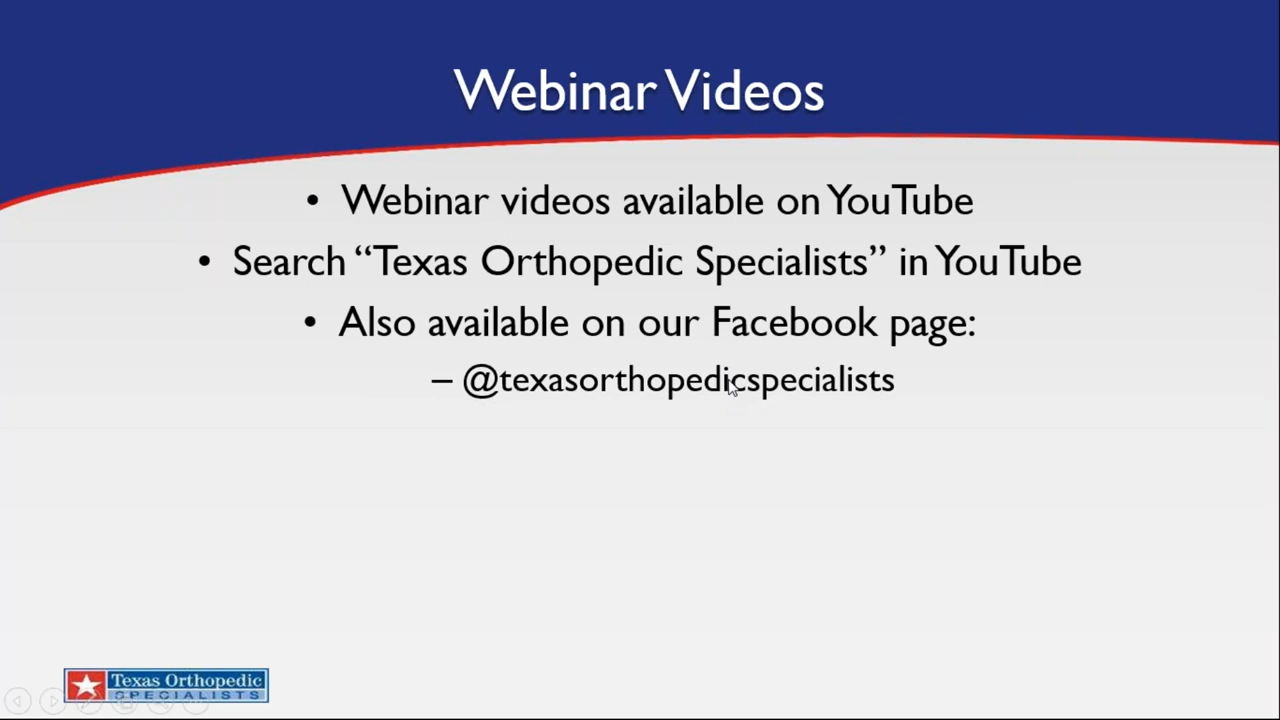 Webinar Videos
• Webinar videos available on YouTube
• Search “Texas Orthopedic Specialists” in YouTube
• Also available on our Facebook page:
– @texasorthopedicspecialists
Texas Orthopedic
SPECIALISTS